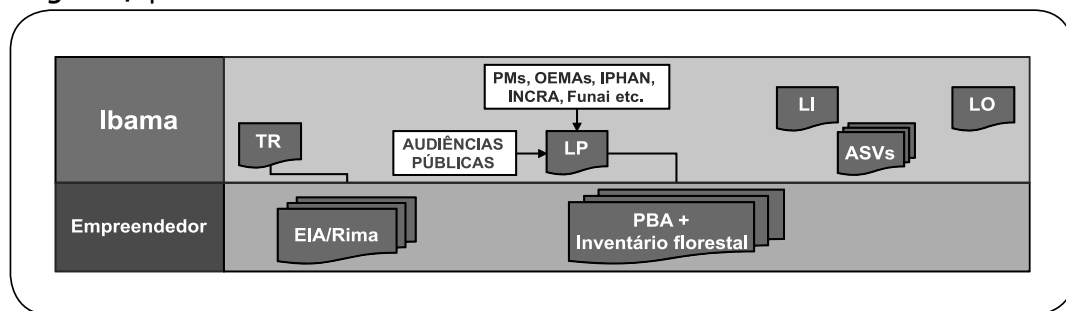 Ibama
TR
AUDIÊNCIAS
PÚBLICAS
PMs, OEMAs, IPHAN,
INCRA, Funai etc.
LP
LI
ASVs
LO
Empreendedor
EIA/Rima
PBA +
Inventário florestal